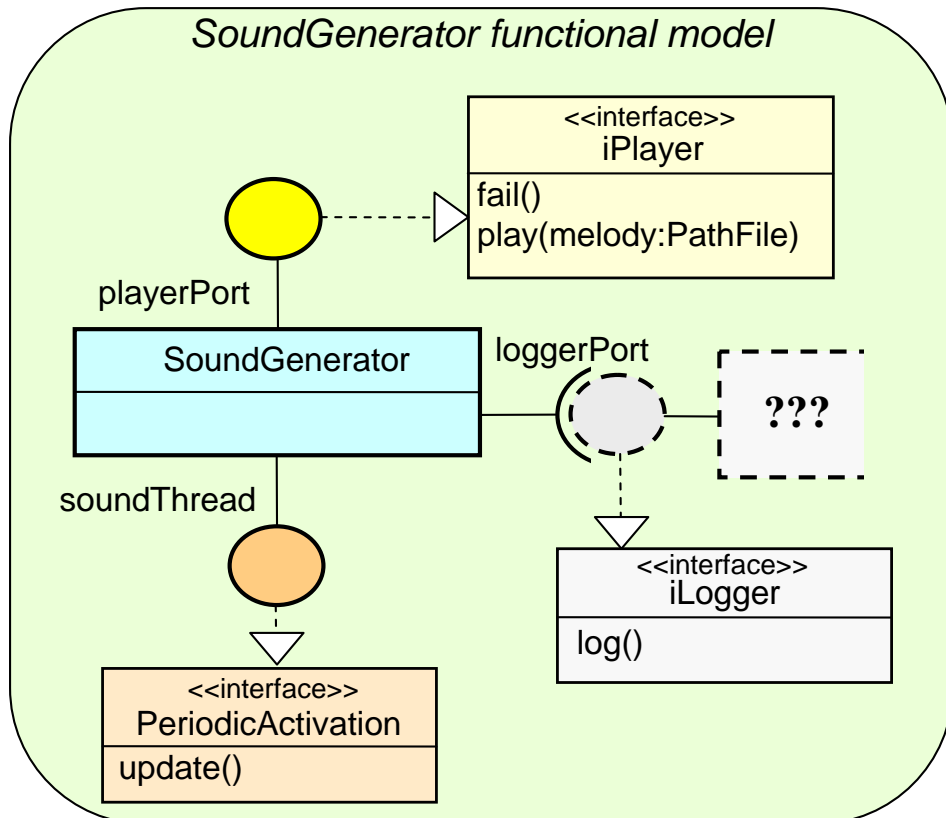 SoundGenerator functional model
<<interface>>
iPlayer
fail()
play(melody:PathFile)
playerPort
SoundGenerator
loggerPort
???
soundThread
<<interface>>
iLogger
log()
<<interface>>
PeriodicActivation
update()